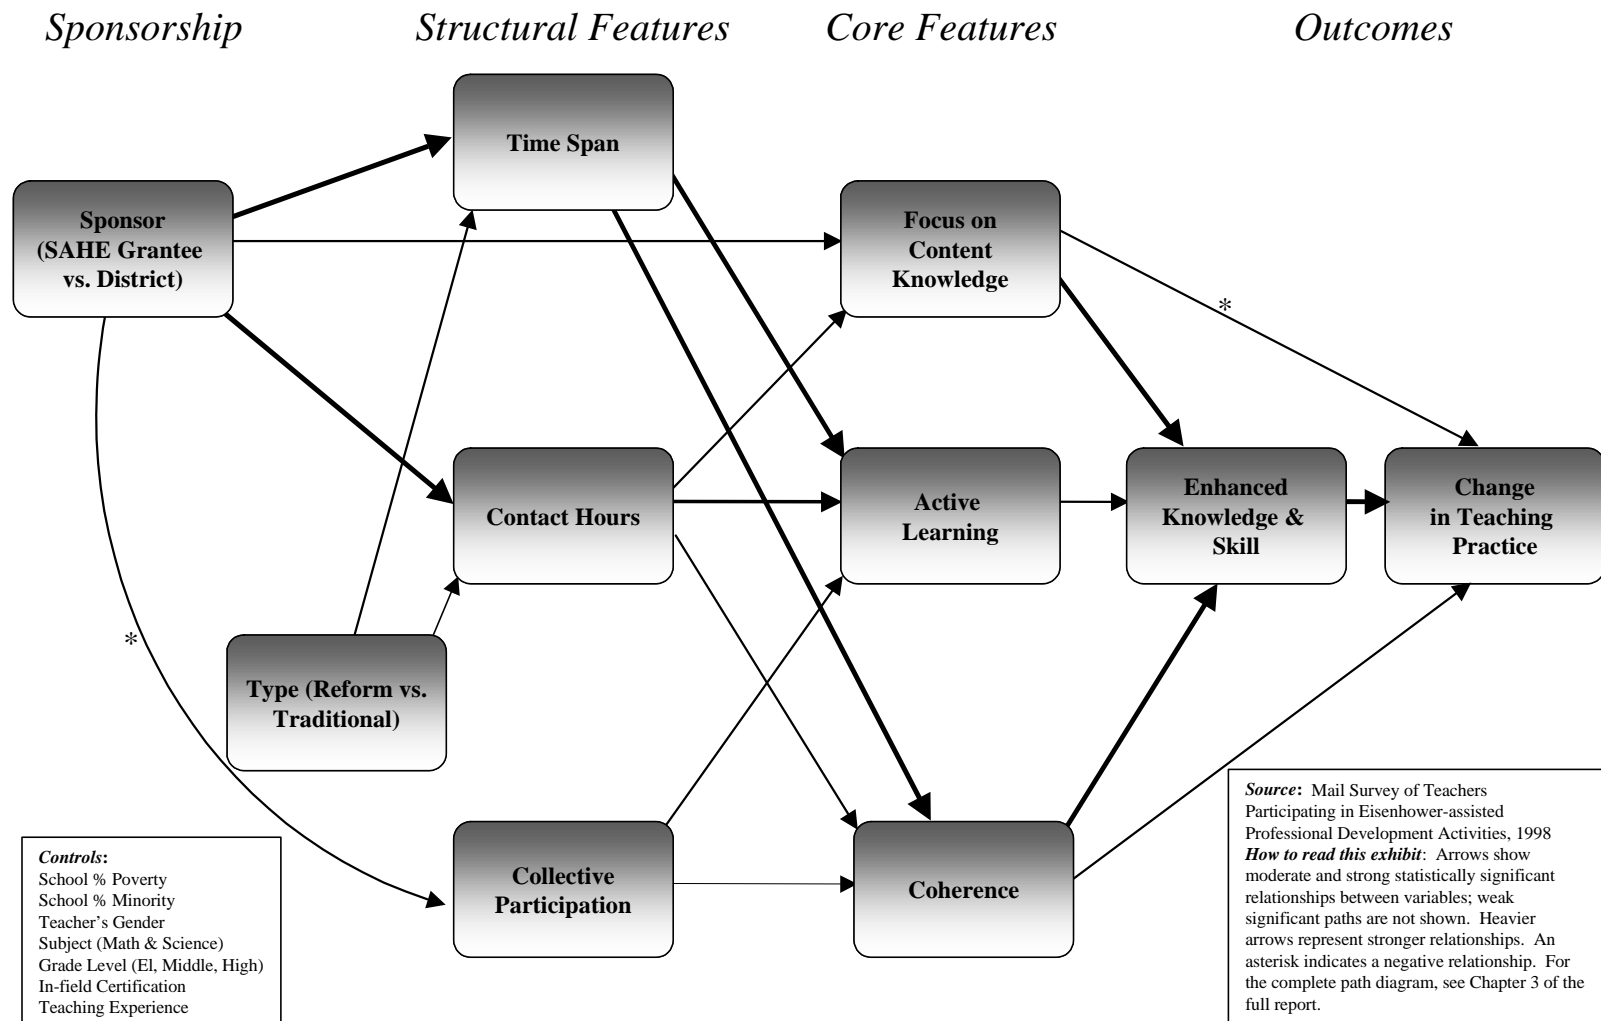 Sponsorship
Structural Features
Core Features
Outcomes
Time Span
Sponsor
(SAHE Grantee
vs. District)
Focus on
Content
Knowledge
*
Contact Hours
Active
Learning
Enhanced
Knowledge &
Skill
Change
in Teaching
Practice
*
Type (Reform vs.
Traditional)
Collective
Participation
Coherence
Controls:
School % Poverty
School % Minority
Teacher's Gender
Subject (Math & Science)
Grade Level (El, Middle, High)
In-field Certification
Teaching Experience
Source: Mail Survey of Teachers
Participating in Eisenhower-assisted
Professional Development Activities, 1998
How to read this exhibit: Arrows show
moderate and strong statistically significant
relationships between variables; weak
significant paths are not shown. Heavier
arrows represent stronger relationships. An
asterisk indicates a negative relationship. For
the complete path diagram, see Chapter 3 of the
full report.